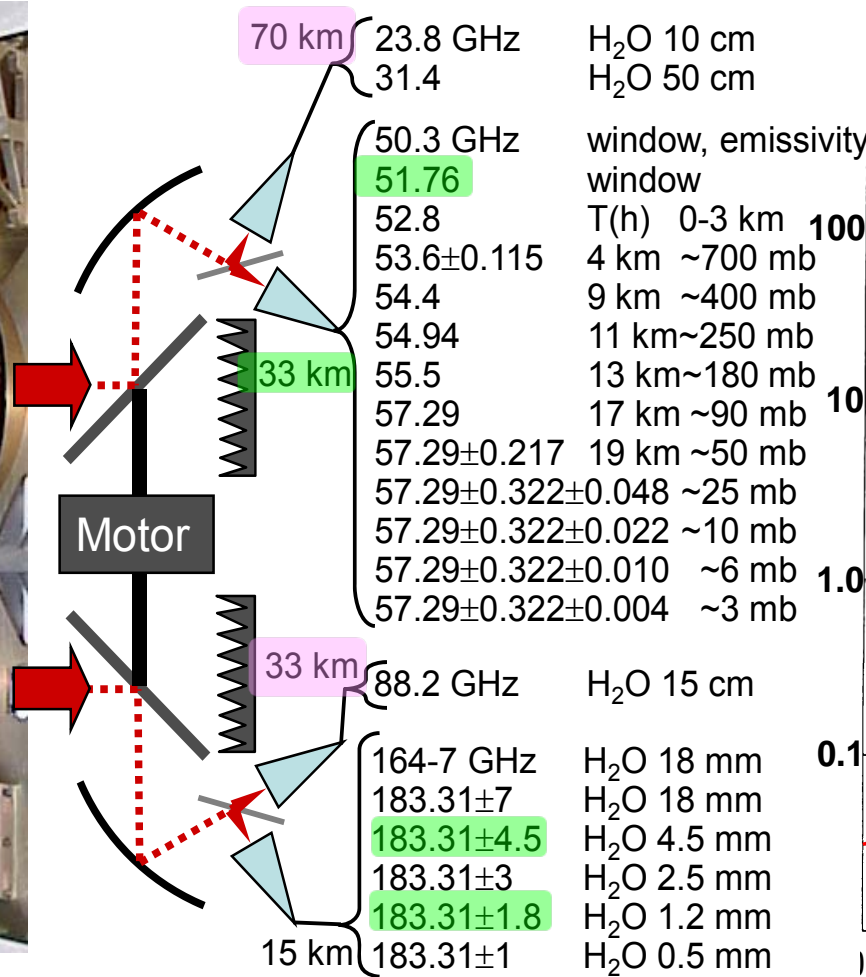 70 km
23.8 GHz H₂O 10 cm
31.4 H₂O 50 cm
50.3 GHz window, emissivity
51.76 window
52.8 T(h) 0-3 km
53.6±0.115 4 km ~700 mb
54.4 9 km ~400 mb
54.94 11 km~250 mb
33 km
55.5 13 km~180 mb
57.29 17 km ~90 mb
57.29±0.217 19 km ~50 mb
57.29±0.322±0.048 ~25 mb
57.29±0.322±0.022 ~10 mb
57.29±0.322±0.010 ~6 mb
57.29±0.322±0.004 ~3 mb
Motor
33 km
88.2 GHz H₂O 15 cm
164-7 GHz H₂O 18 mm
183.31±7 H₂O 18 mm
183.31±4.5 H₂O 4.5 mm
183.31±3 H₂O 2.5 mm
183.31±1.8 H₂O 1.2 mm
15 km
183.31±1 H₂O 0.5 mm
100
10
1.0
0.1